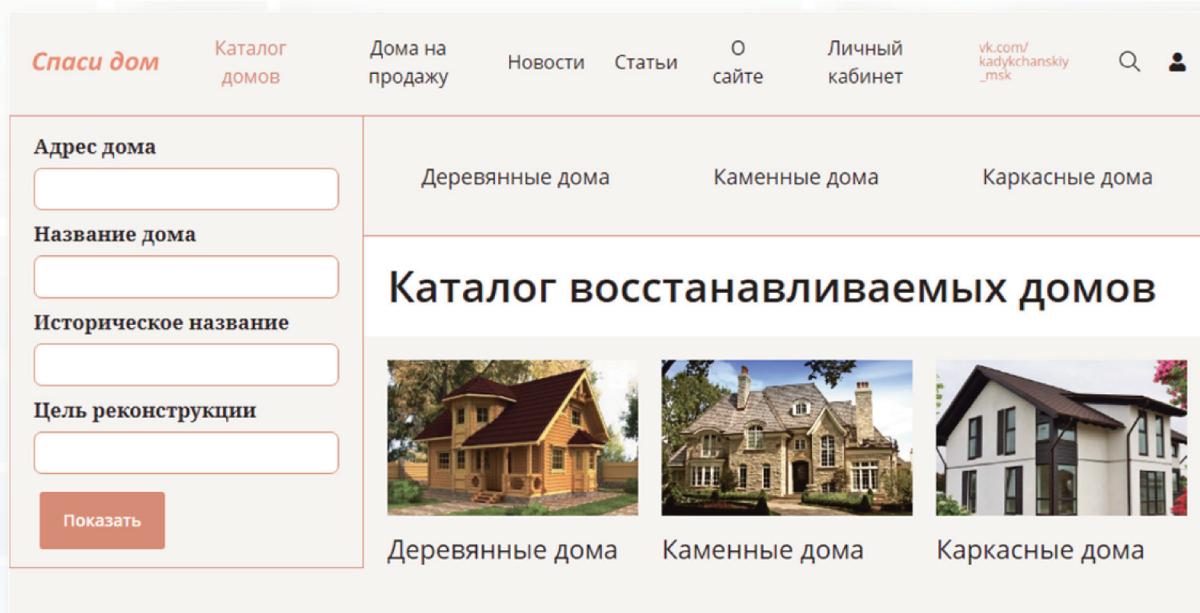 Спаси дом
Каталог
домов
Дома на
продажу
Новости
Статьи
О
сайте
Личный
кабинет
vk.com/
kadykchanskiy
_msk
Адрес дома
Название дома
Историческое название
Цель реконструкции
Показать
Деревянные дома
Каменные дома
Каркасные дома
Каталог восстанавливаемых домов
Деревянные дома
Каменные дома
Каркасные дома